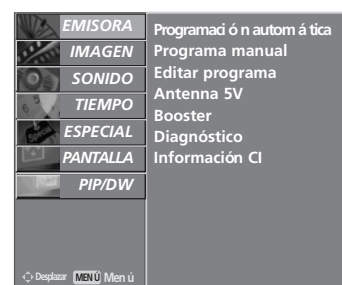 EMISORA
IMAGEN
SONIDO
TIEMPO
ESPECIAL
PANTALLA
PIP/DW
Programaci ó n autom á tica
Programa manual
Editar programa
Antenna 5V
Booster
Diagnóstico
Información CI
Desplazar MENÚ Men ú